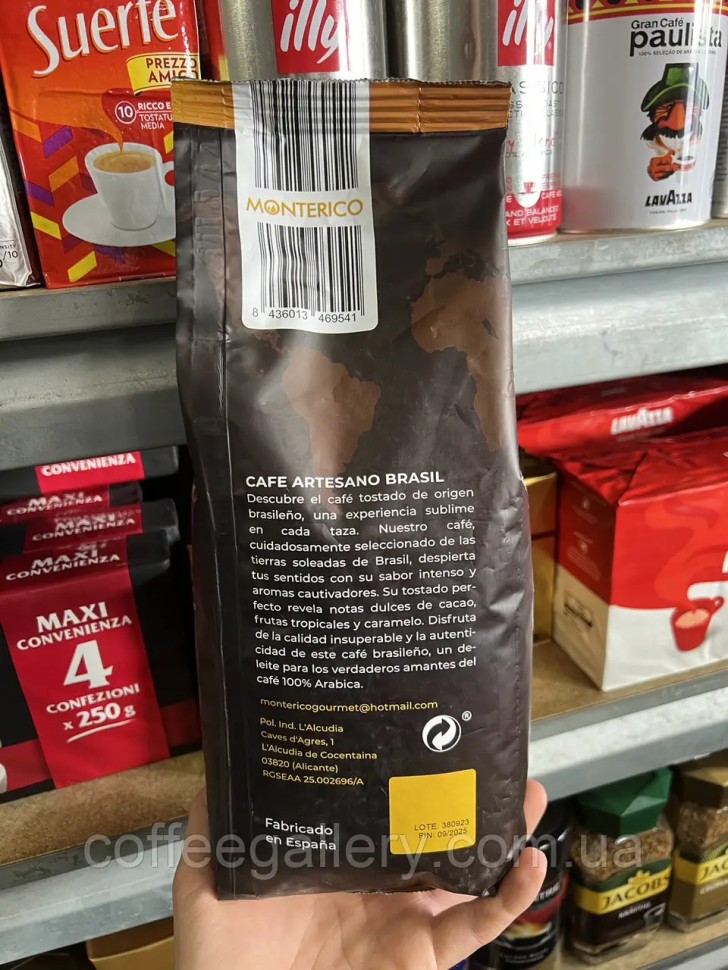 Suerte
PREZZO
AMICO
10
RICCO E
TOSTATU
MEDIA
illy
illy
Gran Café
paulista
LAVAZZA
MONTERICO
8 436013 469541
CAFE ARTESANO BRASIL
Descubre el café tostado de origen
brasileño, una experiencia sublime
en cada taza. Nuestro café,
cuidadosamente seleccionado de las
tierras soleadas de Brasil, despierta
tus sentidos con su sabor intenso y
aromas cautivadores. Su tostado per-
fecto revela notas dulces de cacao,
frutas tropicales y caramelo. Disfruta
de la calidad insuperable y la autenti-
cidad de este café brasileño, un de-
leite para los verdaderos amantes del
café 100% Arabica.
montericogourmet@hotmail.com
Pol. Ind. L'Alcudia
Caves d'Agres, 1
L'Alcudia de Cocentaina
03820 (Alicante)
RGSEAA 25.002696/A
®
LOTE: 380923
FIN: 09/2025
Fabricado
en España
LAVAZZA
CONVENIENZA
MAXI
CONVENIENZA
MAXI
CONVENIENZA
MAXI
CONVENIENZA
MAXI
CONVENIENZA
4
CONFEZIONI
x 250 g
JACOBS
JAC
coffeegallery.com.ua